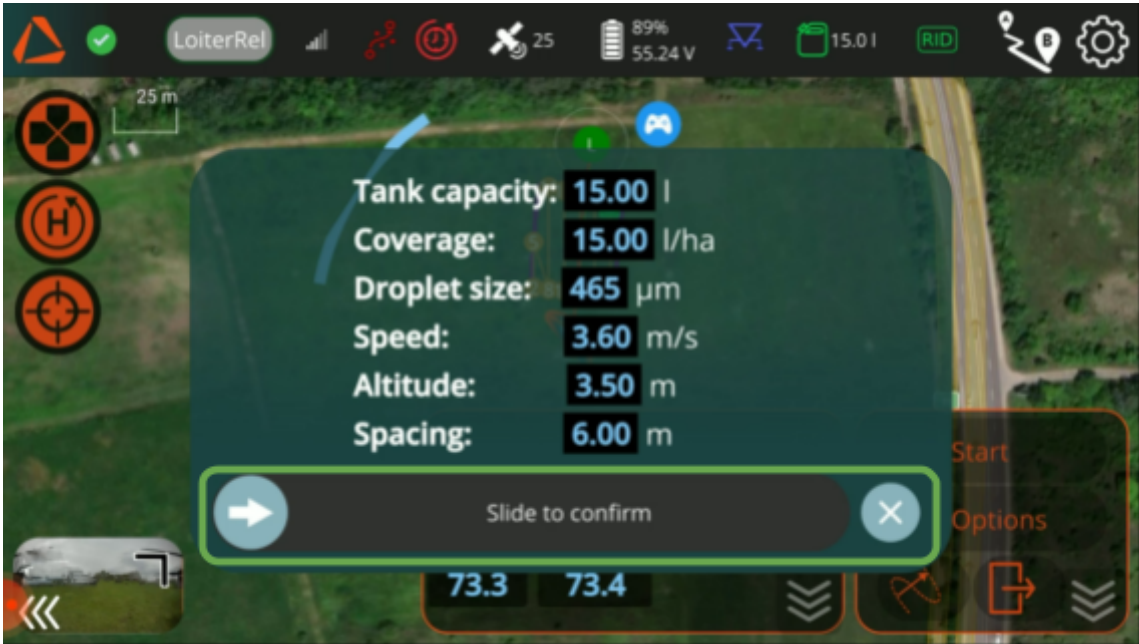 LoiterRel
25
89%
55.24 V
15.0 l
RID
A
B
25 m
H
L
Tank capacity: 15.00 l
Coverage: 15.00 l/ha
Droplet size: 465 µm
Speed: 3.60 m/s
Altitude: 3.50 m
Spacing: 6.00 m
Slide to confirm
Start
Options
73.3 73.4